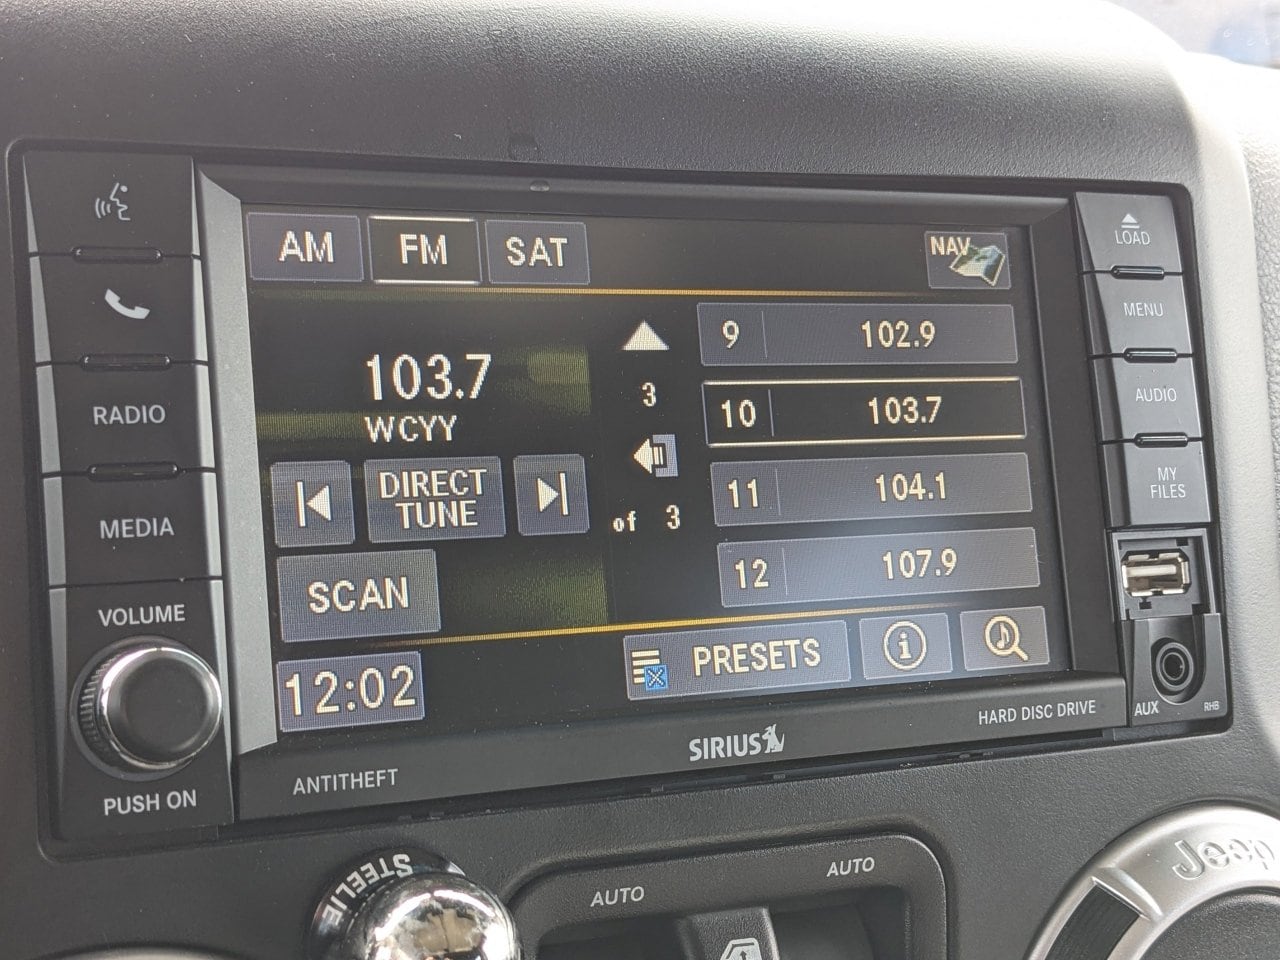 AM
FM
SAT
NAV
LOAD
MENU
AUDIO
MY
FILES
RADIO
MEDIA
VOLUME
PUSH ON
103.7
WCYY
DIRECT
TUNE
SCAN
12:02
3
of 3
9 102.9
10 103.7
11 104.1
12 107.9
PRESETS
i
ANTITHEFT
SIRIUS
HARD DISC DRIVE
AUX
RHB
STEELIE
AUTO
AUTO
Jeep